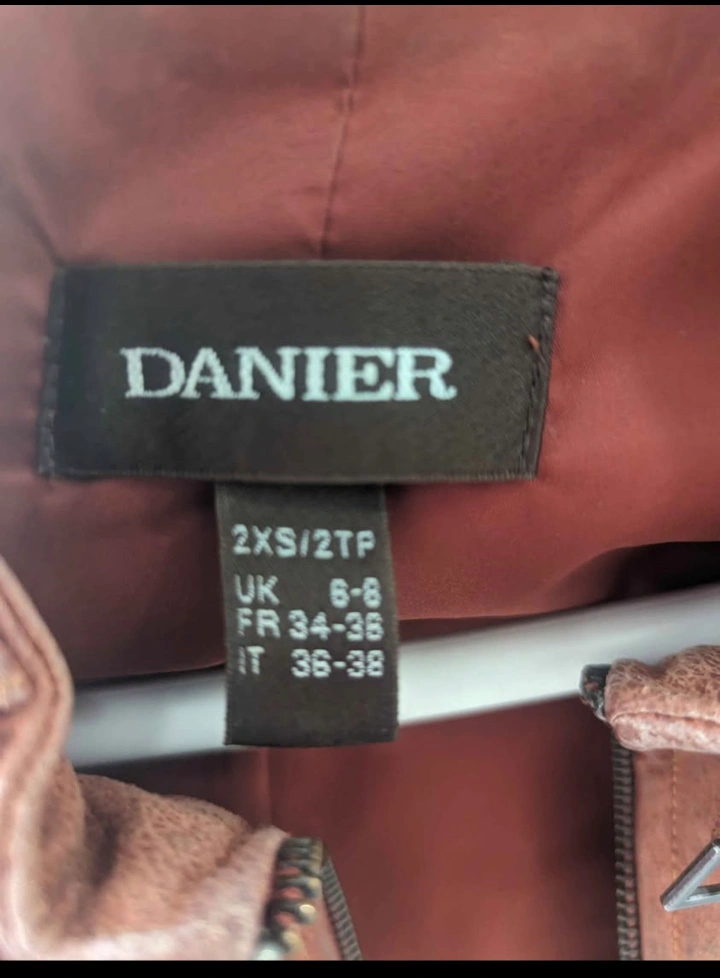 DANIER
2XS/2TP
UK 6-8
FR 34-36
IT 36-38